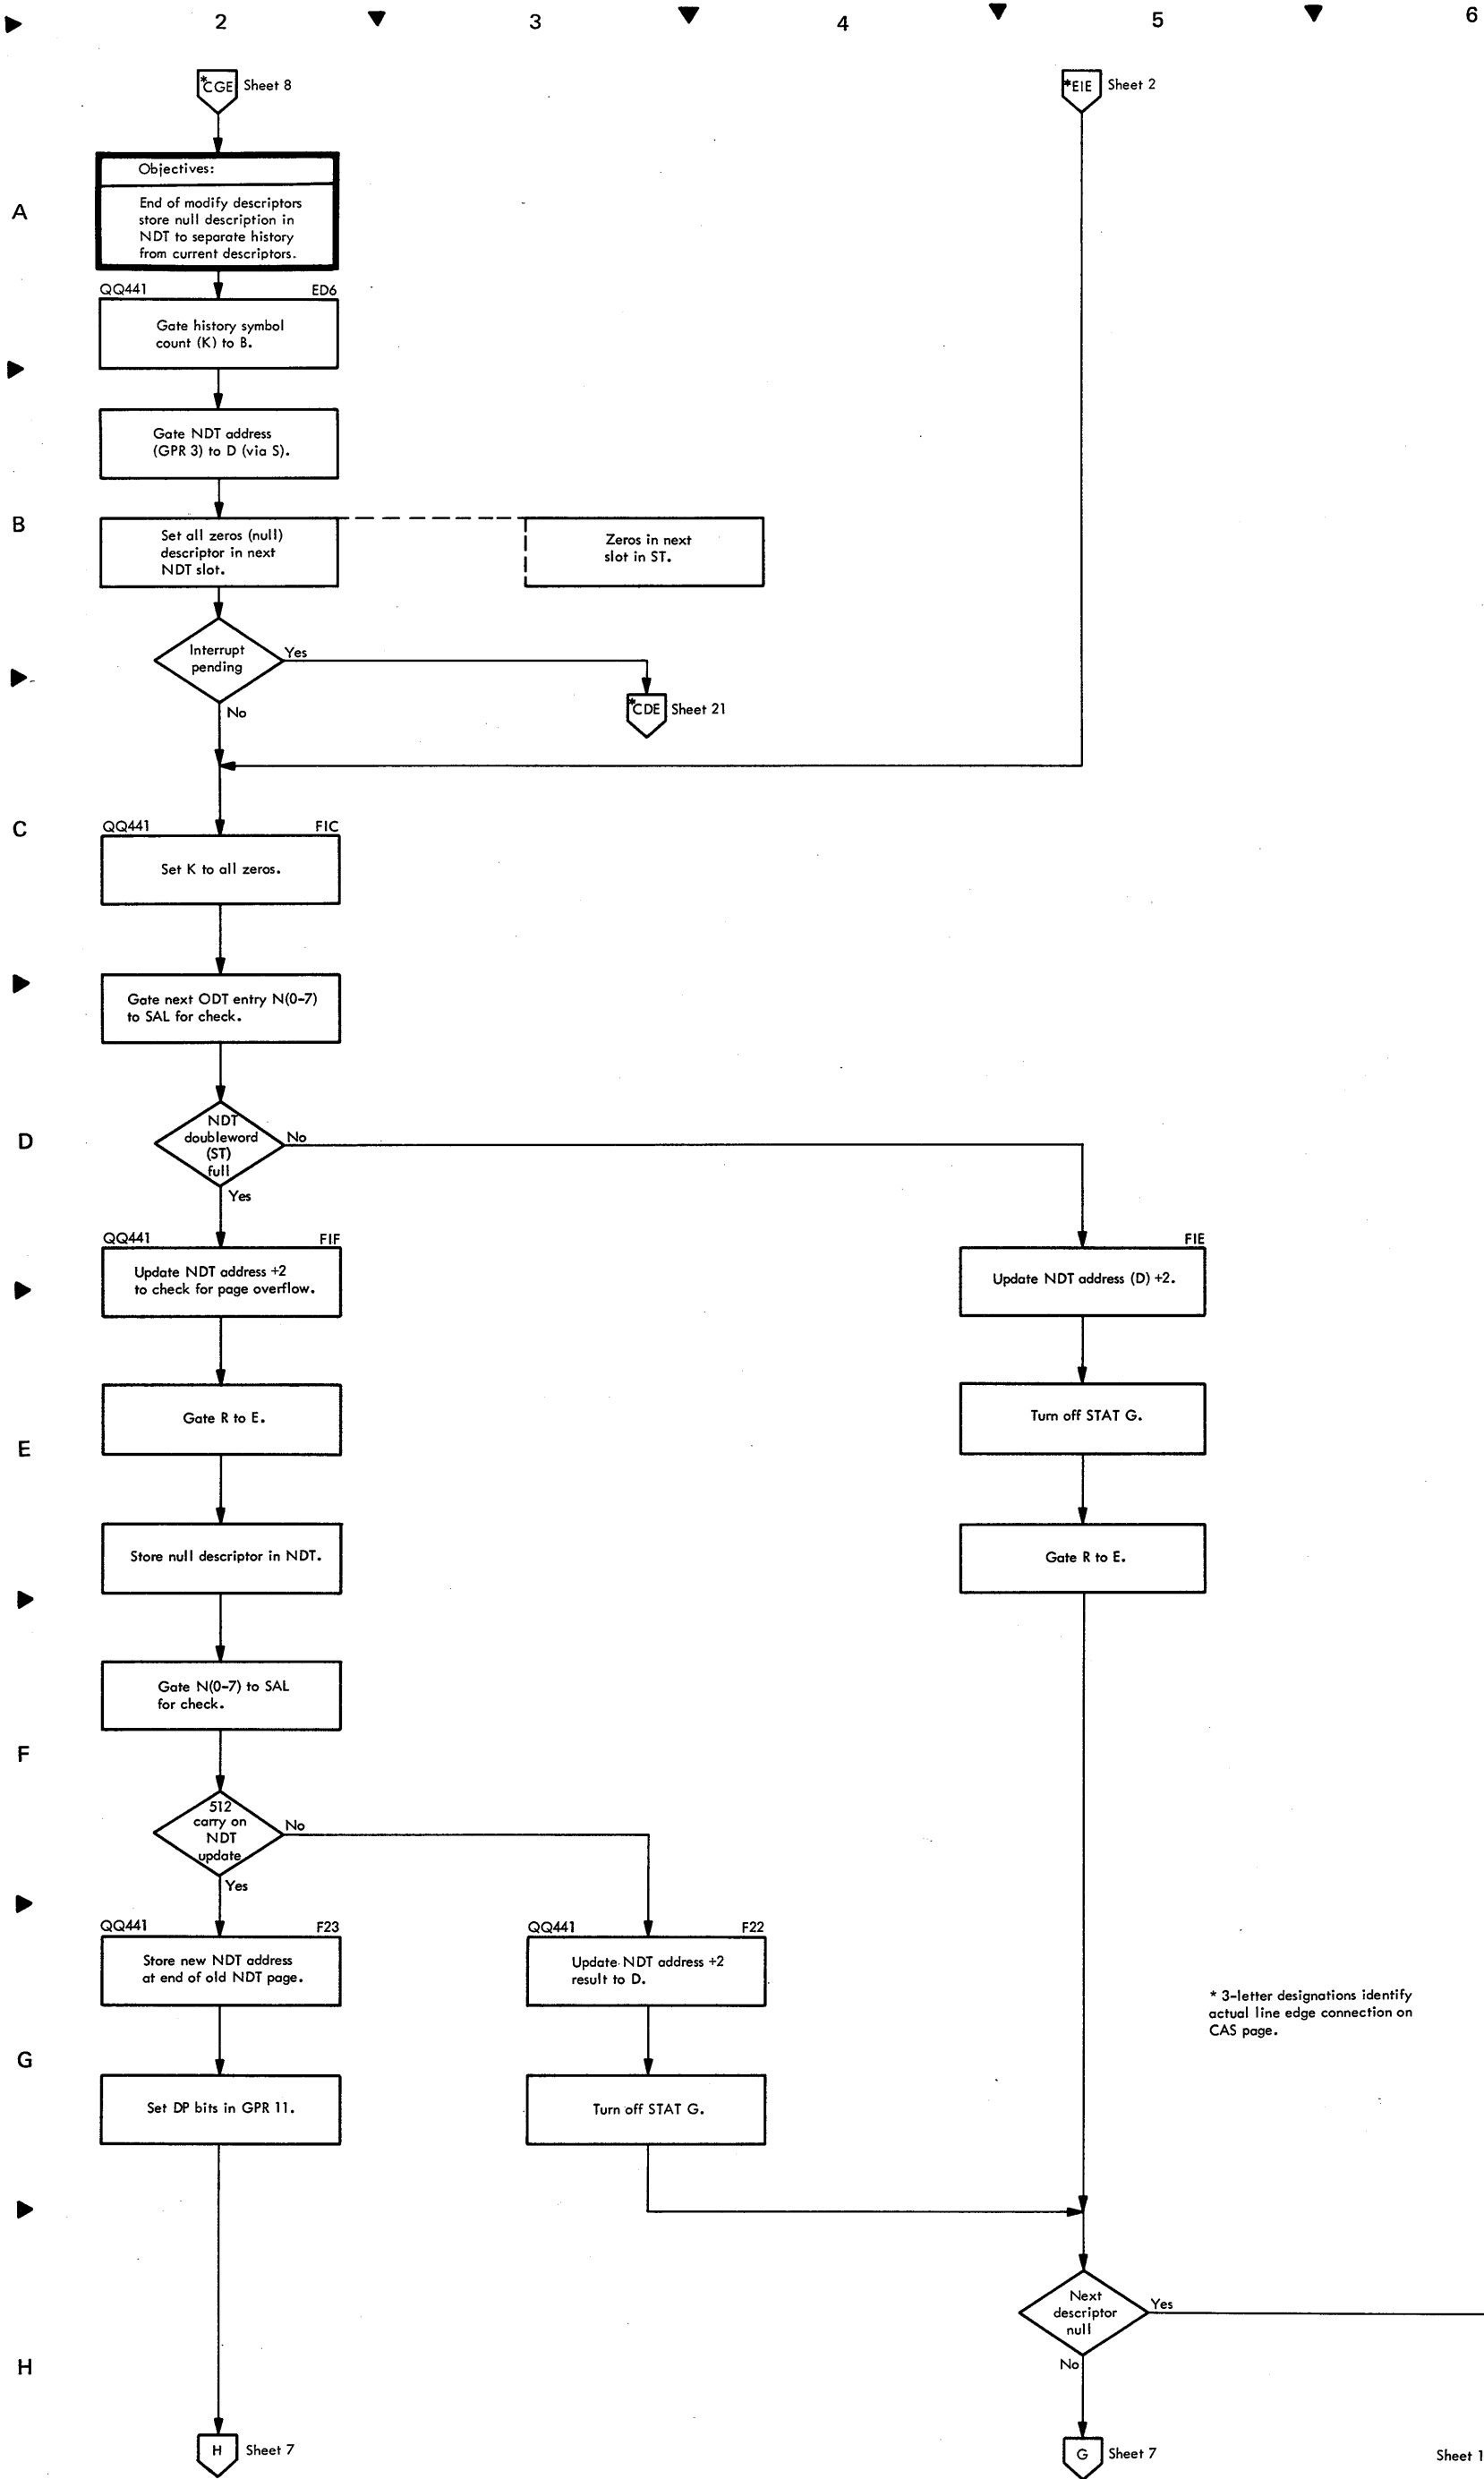 2 3 4 5 6
*CGE Sheet 8
*EIE Sheet 2
Objectives:
A
End of modify descriptors
store null description in
NDT to separate history
from current descriptors.
QQ441 ED6
Gate history symbol
count (K) to B.
Gate NDT address
(GPR 3) to D (via S).
B
Set all zeros (null)
descriptor in next
NDT slot.
Zeros in next
slot in ST.
Interrupt
pending
Yes
No
*CDE Sheet 21
C
QQ441 FIC
Set K to all zeros.
Gate next ODT entry N(0-7)
to SAL for check.
D
NDT
doubleword
(ST)
full
No
Yes
QQ441 FIF
Update NDT address +2
to check for page overflow.
FIE
Update NDT address (D) +2.
E
Gate R to E.
Turn off STAT G.
Store null descriptor in NDT.
Gate R to E.
Gate N(0-7) to SAL
for check.
F
512
carry on
NDT
update
No
Yes
QQ441 F23
Store new NDT address
at end of old NDT page.
QQ441 F22
Update NDT address +2
result to D.
* 3-letter designations identify
actual line edge connection on
CAS page.
G
Set DP bits in GPR 11.
Turn off STAT G.
Next
descriptor
null
Yes
No
H
H Sheet 7
G Sheet 7
Sheet 1